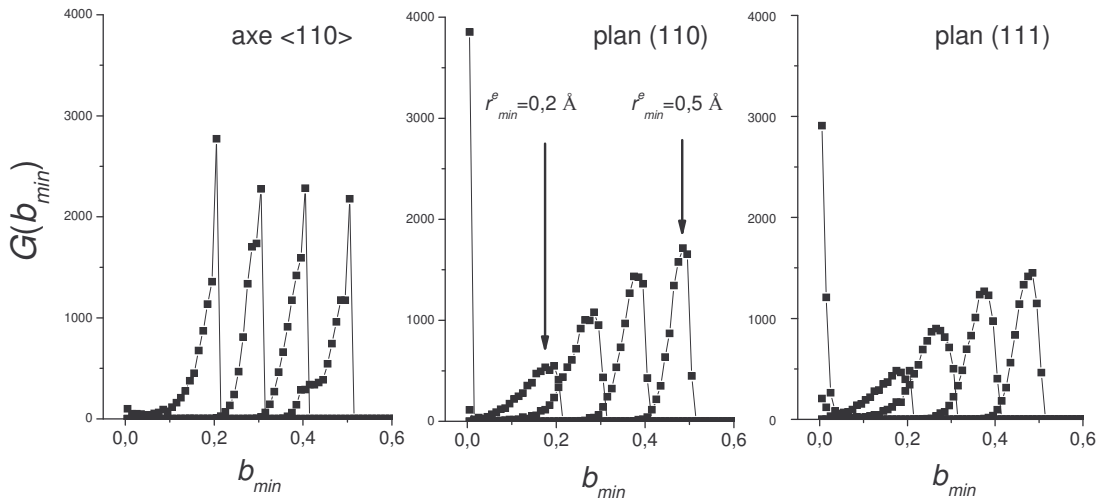 axe <110>
plan (110)
plan (111)
4000
3000
2000
1000
0
G(b_min)
0,0 0,2 0,4 0,6
b_min
4000
3000
2000
1000
0
r^e_min=0,2 Å
r^e_min=0,5 Å
0,0 0,2 0,4 0,6
b_min
4000
3000
2000
1000
0
0,0 0,2 0,4 0,6
b_min